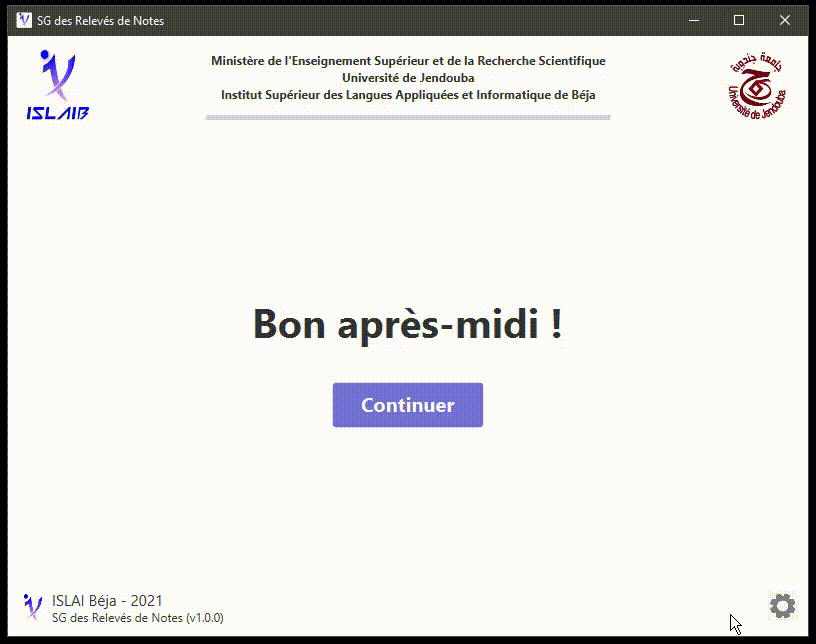 SG des Relevés de Notes
ISLAIB
Ministère de l'Enseignement Supérieur et de la Recherche Scientifique
Université de Jendouba
Institut Supérieur des Langues Appliquées et Informatique de Béja
جامعة جندوبة
Université de Jendouba
Bon après-midi !
Continuer
ISLAI Béja - 2021
SG des Relevés de Notes (v1.0.0)